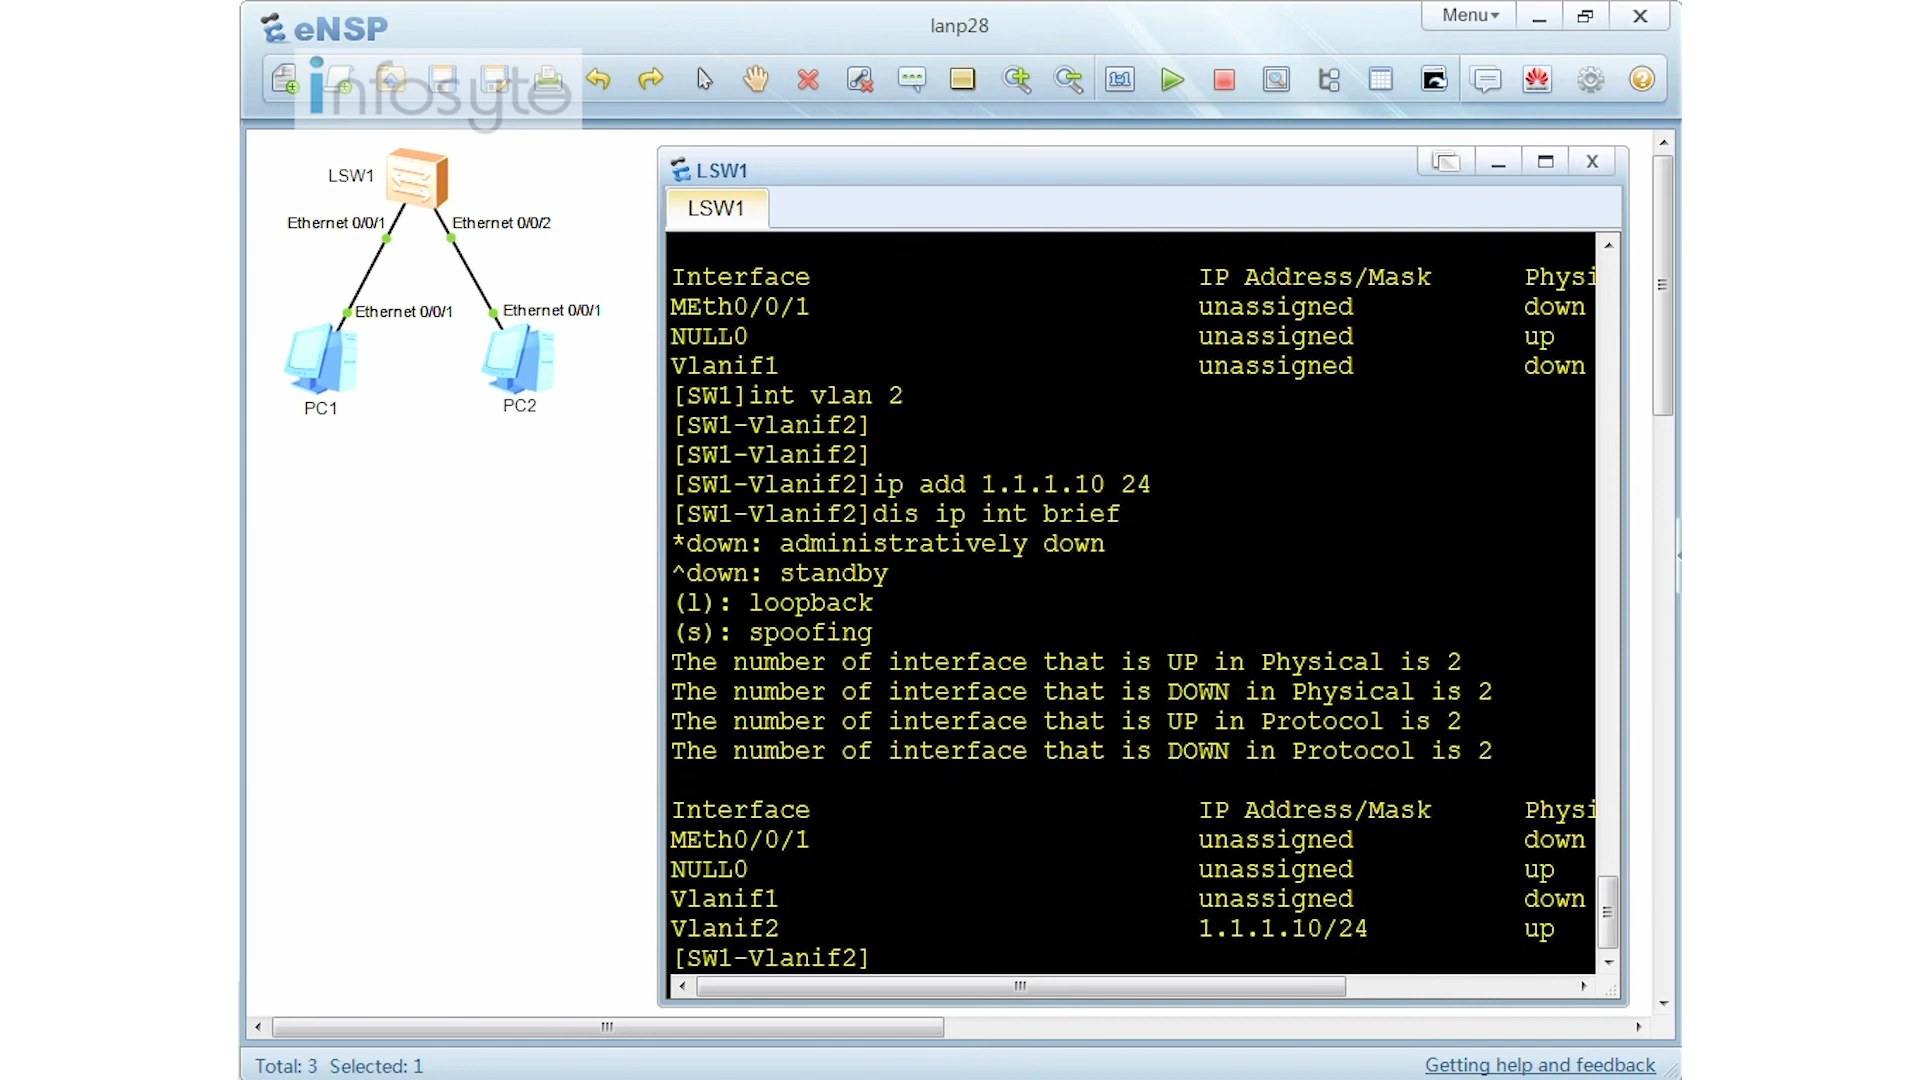 eNSP
lanp28
Menu
infosyte
LSW1
Ethernet 0/0/1
Ethernet 0/0/2
Ethernet 0/0/1
Ethernet 0/0/1
PC1
PC2
LSW1
LSW1
Interface IP Address/Mask Physi
MEth0/0/1 unassigned down
NULL0 unassigned up
Vlanif1 unassigned down
[SW1]int vlan 2
[SW1-Vlanif2]
[SW1-Vlanif2]
[SW1-Vlanif2]ip add 1.1.1.10 24
[SW1-Vlanif2]dis ip int brief
*down: administratively down
^down: standby
(l): loopback
(s): spoofing
The number of interface that is UP in Physical is 2
The number of interface that is DOWN in Physical is 2
The number of interface that is UP in Protocol is 2
The number of interface that is DOWN in Protocol is 2
Interface IP Address/Mask Physi
MEth0/0/1 unassigned down
NULL0 unassigned up
Vlanif1 unassigned down
Vlanif2 1.1.1.10/24 up
[SW1-Vlanif2]
Total: 3 Selected: 1
Getting help and feedback